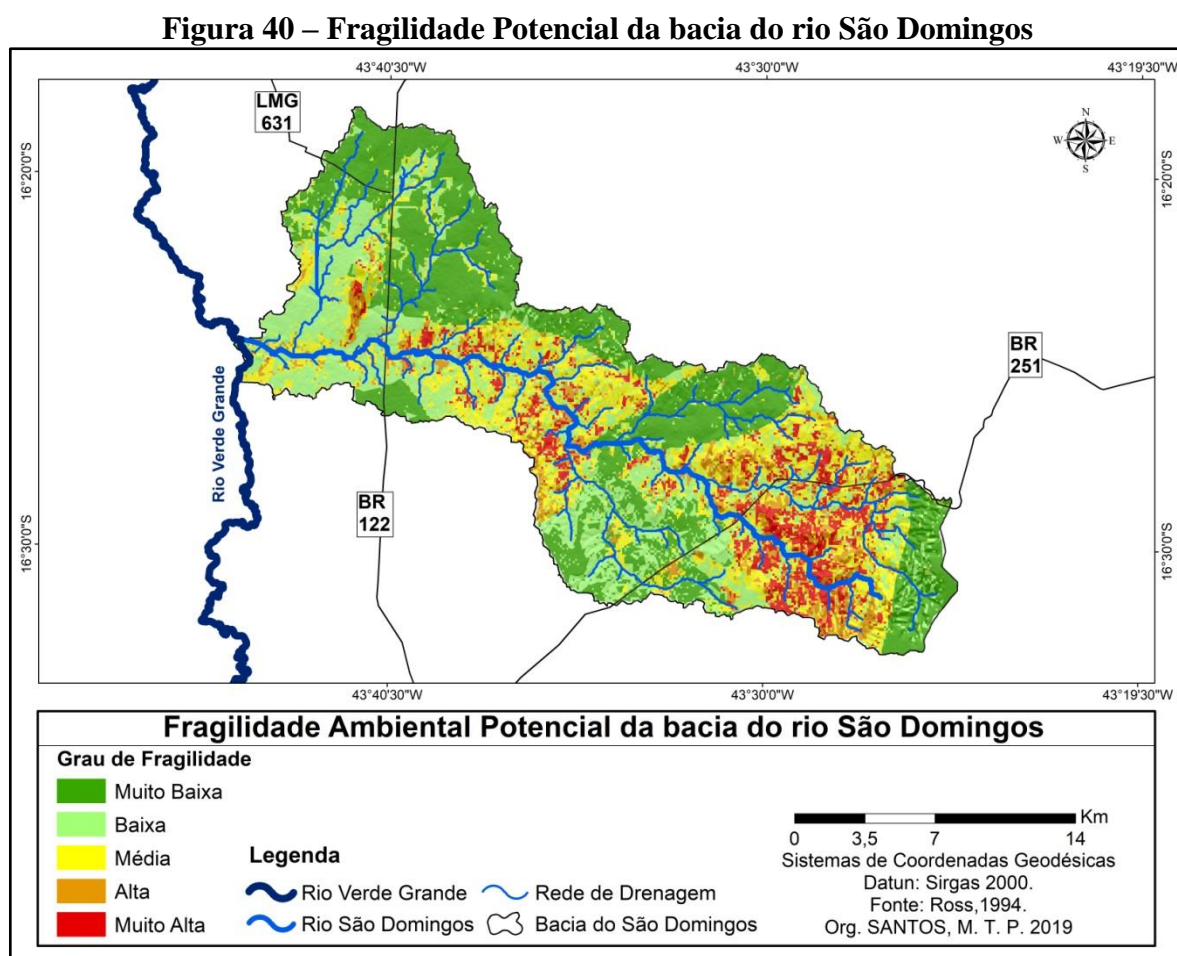 Figura 40 – Fragilidade Potencial da bacia do rio São Domingos
43°40'30"W
43°30'0"W
43°19'30"W
LMG
631
N
W
E
S
16°20'0"S
16°20'0"S
BR
251
Rio Verde Grande
BR
122
16°30'0"S
16°30'0"S
43°40'30"W
43°30'0"W
43°19'30"W
Fragilidade Ambiental Potencial da bacia do rio São Domingos
Grau de Fragilidade
Muito Baixa
Baixa
Média
Alta
Muito Alta
Legenda
Rio Verde Grande
Rede de Drenagem
Rio São Domingos
Bacia do São Domingos
Km
0 3,5 7 14
Sistemas de Coordenadas Geodésicas
Datun: Sirgas 2000.
Fonte: Ross,1994.
Org. SANTOS, M. T. P. 2019